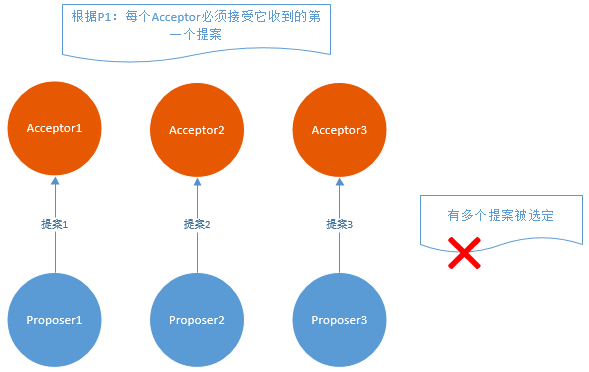 根据P1：每个Acceptor必须接受它收到的第
一个提案
Acceptor1
Acceptor2
Acceptor3
提案1
提案2
提案3
有多个提案被选定
Proposer1
Proposer2
Proposer3